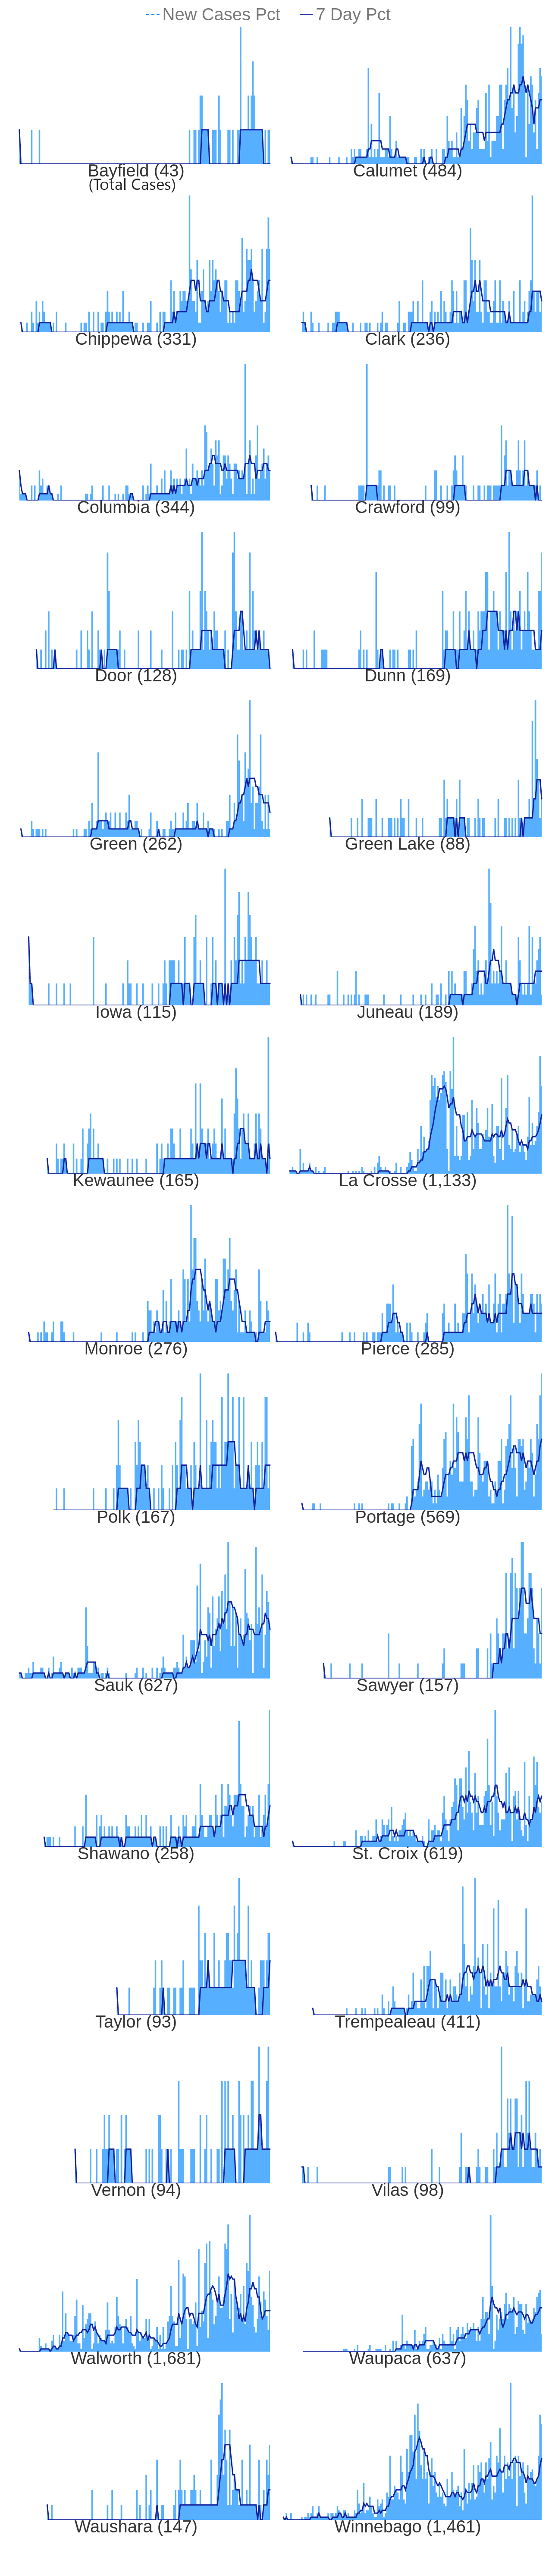 New Cases Pct 7 Day Pct
Bayfield (43) Calumet (484)
(Total Cases)
Chippewa (331) Clark (236)
Columbia (344) Crawford (99)
Door (128) Dunn (169)
Green (262) Green Lake (88)
Iowa (115) Juneau (189)
Kewaunee (165) La Crosse (1,133)
Monroe (276) Pierce (285)
Polk (167) Portage (569)
Sauk (627) Sawyer (157)
Shawano (258) St. Croix (619)
Taylor (93) Trempealeau (411)
Vernon (94) Vilas (98)
Walworth (1,681) Waupaca (637)
Waushara (147) Winnebago (1,461)